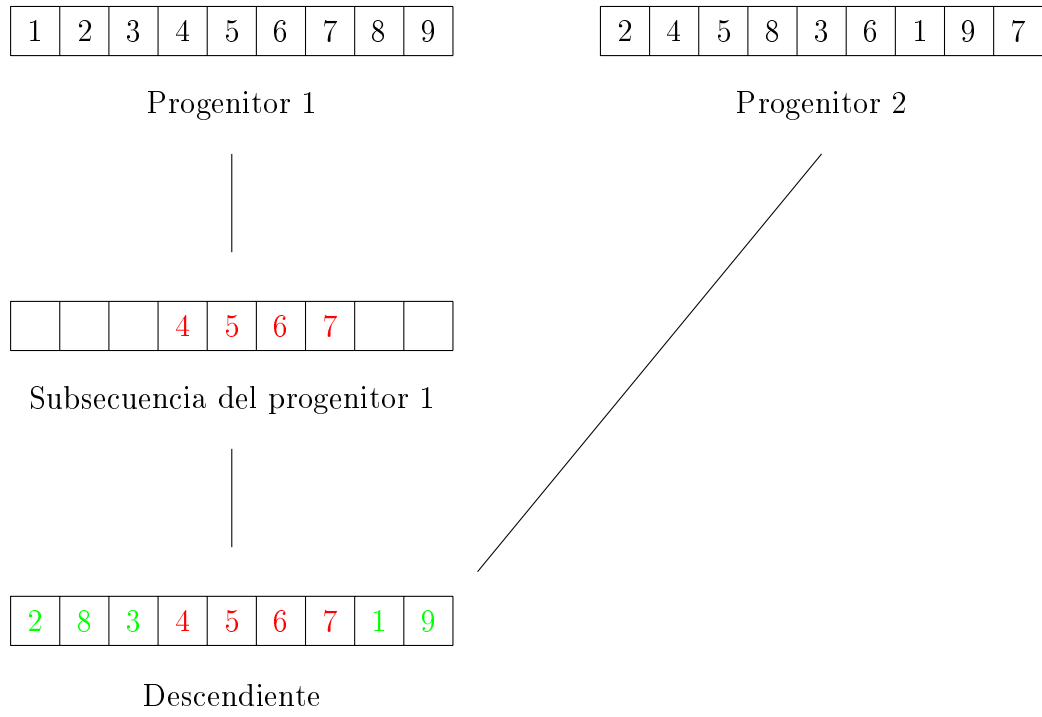 1 2 3 4 5 6 7 8 9
2 4 5 8 3 6 1 9 7
Progenitor 1
Progenitor 2
4 5 6 7
Subsecuencia del progenitor 1
2 8 3 4 5 6 7 1 9
Descendiente